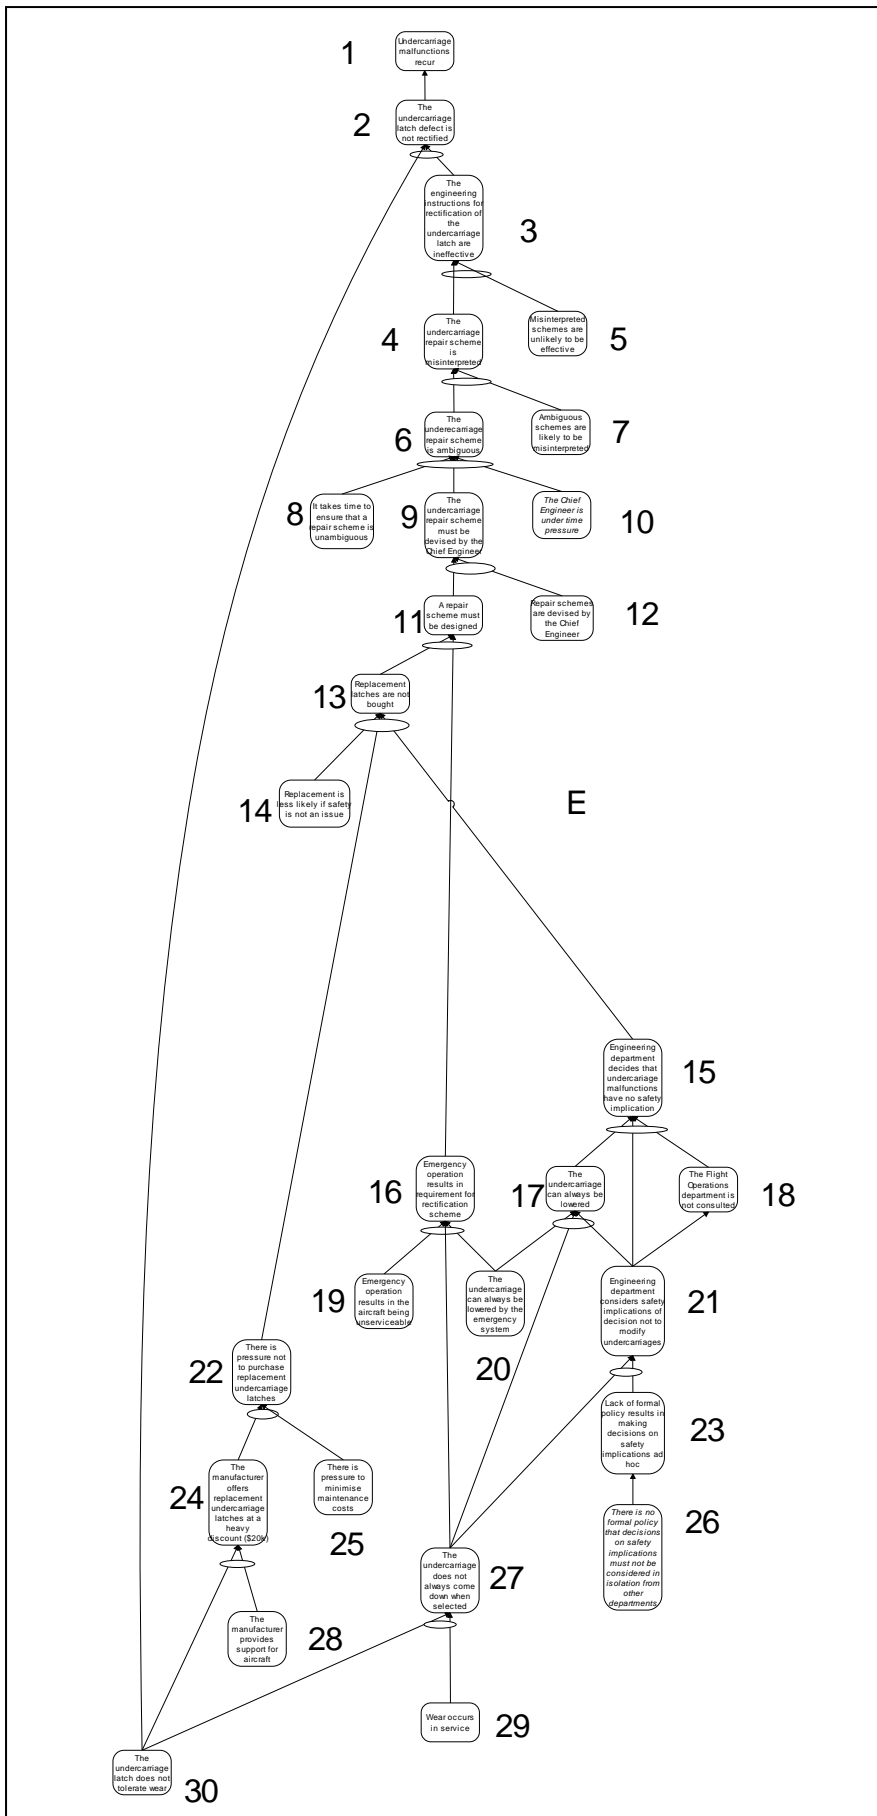 1
Undercarriage
malfunctions
recur
2
The
undercarriage
latch defect is
not rectified
The
engineering
instructions for
rectification of
the
undercarriage
latch are
ineffective
3
4
The
undercarriage
repair scheme
is
misinterpreted
Misinterpreted
schemes are
unlikely to be
effective
5
6
The
underecarriage
repair scheme
is ambiguous
Ambiguous
schemes are
likely to be
misinterpreted
7
8
It takes time to
ensure that a
repair scheme is
unambiguous
9
The
undercarriage
repair scheme
must be
devised by the
Chief Engineer
The Chief
Engineer is
under time
pressure
10
11
A repair
scheme must
be designed
Repair schemes
are devised by
the Chief
Engineer
12
13
Replacement
latches are not
bought
14
Replacement is
less likely if safety
is not an issue
E
Engineering
department
decides that
undercarriage
malfunctions
have no safety
implication
15
16
Emergency
operation
results in
requirement for
rectification
scheme
17
The
undercarriage
can always be
lowered
The Flight
Operations
department is
not consulted
18
19
Emergency
operation
results in the
aircraft being
unserviceable
The
undercarriage
can always be
lowered by the
emergency
system
20
Engineering
department
considers safety
implications of
decision not to
modify
undercarriages
21
22
There is
pressure not
to purchase
replacement
undercarriage
latches
Lack of formal
policy results in
making
decisions on
safety
implications ad
hoc
23
24
The
manufacturer
offers
replacement
undercarriage
latches at a
heavy
discount ($20k)
There is
pressure to
minimise
maintenance
costs
25
There is no
formal policy
that decisions
on safety
implications
must not be
considered in
isolation from
other
departments
26
The
undercarriage
does not
always come
down when
selected
27
The
manufacturer
provides
support for
aircraft
28
Wear occurs
in service
29
The
undercarriage
latch does not
tolerate wear
30